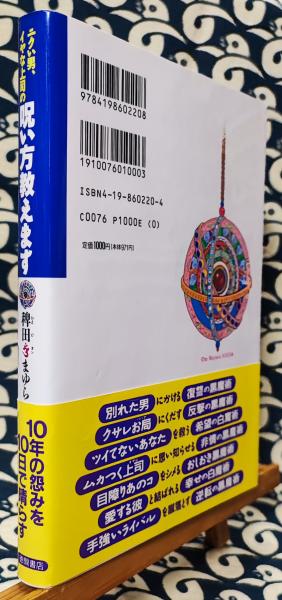 ニクい男、
イヤな上司の
呪い方教えます
稗田おきまゆら
10年の怨みを
10日で晴らす
徳間書店
9784198602208
1910076010003
ISBN4-19-860220-4
C0076 P1000E (0)
定価1000円(本体971円)
別れた男にかける復讐の黒魔術
クサレお局にくだす反撃の黒魔術
ツイてないあなたを救う希望の白魔術
ムカつく上司に思い知らせる非情の黒魔術
目障りあのコをシメるおしおき黒魔術
愛する彼と結ばれる幸せの白魔術
手強いライバルを蹴落とす逆転の黒魔術